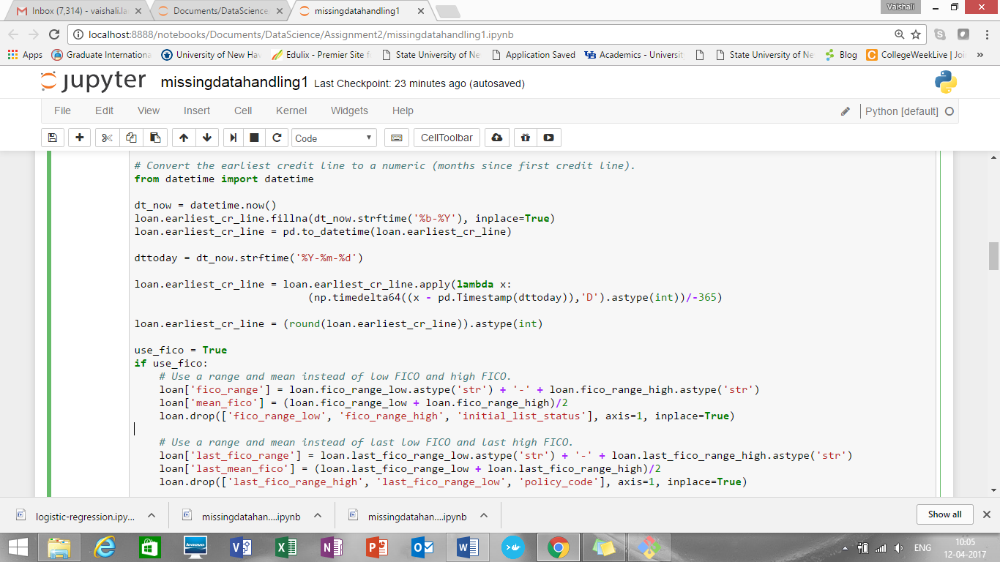 Inbox (7,314) - vaishali.la
Documents/DataScience/
missingdatahandling1
Vaishali
localhost:8888/notebooks/Documents/DataScience/Assignment2/missingdatahandling1.ipynb
Apps
Graduate Internationa
University of New Ha
Edulix - Premier Site f
State University of Ne
Application Saved
Academics - Universit
State University of Ne
Blog
CollegeWeekLive | Joi
»
jupyter missingdatahandling1 Last Checkpoint: 23 minutes ago (autosaved)
File Edit View Insert Cell Kernel Widgets Help
Python [default]
Code
CellToolbar
# Convert the earliest credit line to a numeric (months since first credit line).
from datetime import datetime
dt_now = datetime.now()
loan.earliest_cr_line.fillna(dt_now.strftime('%b-%Y'), inplace=True)
loan.earliest_cr_line = pd.to_datetime(loan.earliest_cr_line)
dttoday = dt_now.strftime('%Y-%m-%d')
loan.earliest_cr_line = loan.earliest_cr_line.apply(lambda x:
(np.timedelta64((x - pd.Timestamp(dttoday)),'D').astype(int))/-365)
loan.earliest_cr_line = (round(loan.earliest_cr_line)).astype(int)
use_fico = True
if use_fico:
# Use a range and mean instead of low FICO and high FICO.
loan['fico_range'] = loan.fico_range_low.astype('str') + '-' + loan.fico_range_high.astype('str')
loan['mean_fico'] = (loan.fico_range_low + loan.fico_range_high)/2
loan.drop(['fico_range_low', 'fico_range_high', 'initial_list_status'], axis=1, inplace=True)
# Use a range and mean instead of last low FICO and last high FICO.
loan['last_fico_range'] = loan.last_fico_range_low.astype('str') + '-' + loan.last_fico_range_high.astype('str')
loan['last_mean_fico'] = (loan.last_fico_range_low + loan.last_fico_range_high)/2
loan.drop(['last_fico_range_high', 'last_fico_range_low', 'policy_code'], axis=1, inplace=True)
logistic-regression.ipy...
missingdatahan....ipynb
missingdatahan....ipynb
Show all
lenovo
ENG
10:05
12-04-2017